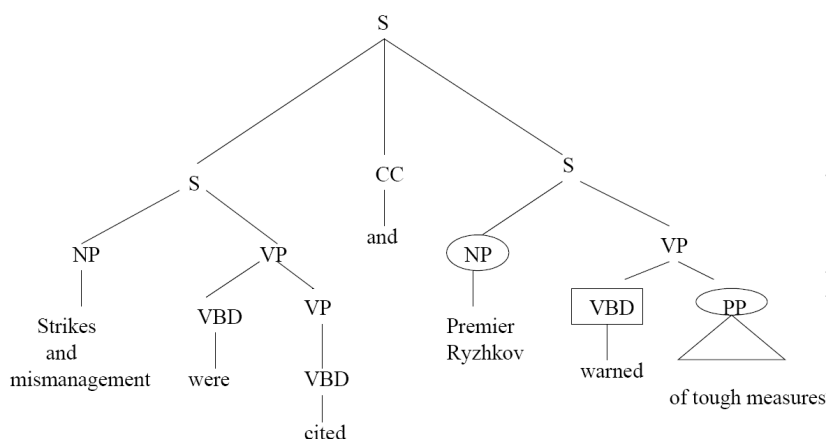 S
S
CC
S
and
NP
VP
NP
VP
VBD
VP
VBD
PP
Strikes
and
mismanagement
were
VBD
Premier
Ryzhkov
warned
of tough measures
cited